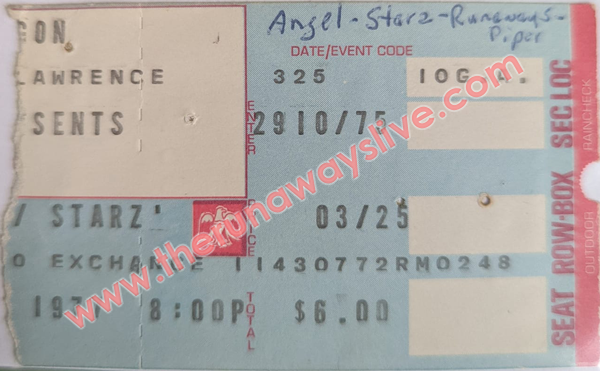 Angel - Starz - Runaways - Piper
GON
DATE/EVENT CODE
LAWRENCE 325 10G 4.
SENTS 2910/75
ENTER
/ STARZ' 03/25
PRICE
O EXCHANGE 11430772RM0248
197 8:00P $6.00
TOTAL
SEAT ROW-BOX SEC LOC
OUTDOOR RAINCHECK
www.therunawayslive.com